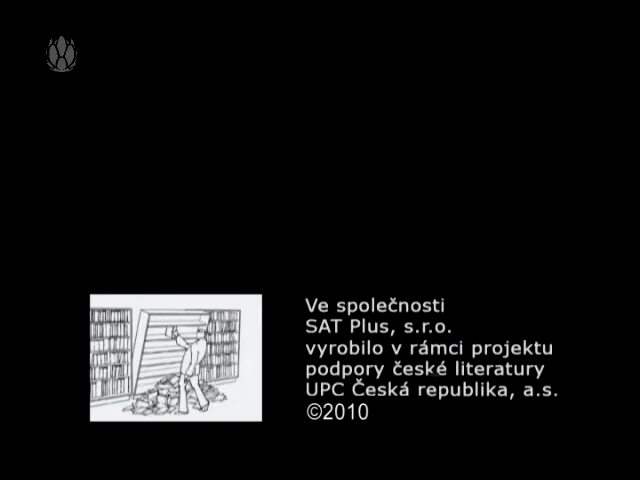 Ve společnosti
SAT Plus, s.r.o.
vyrobilo v rámci projektu
podpory české literatury
UPC Česká republika, a.s.
©2010